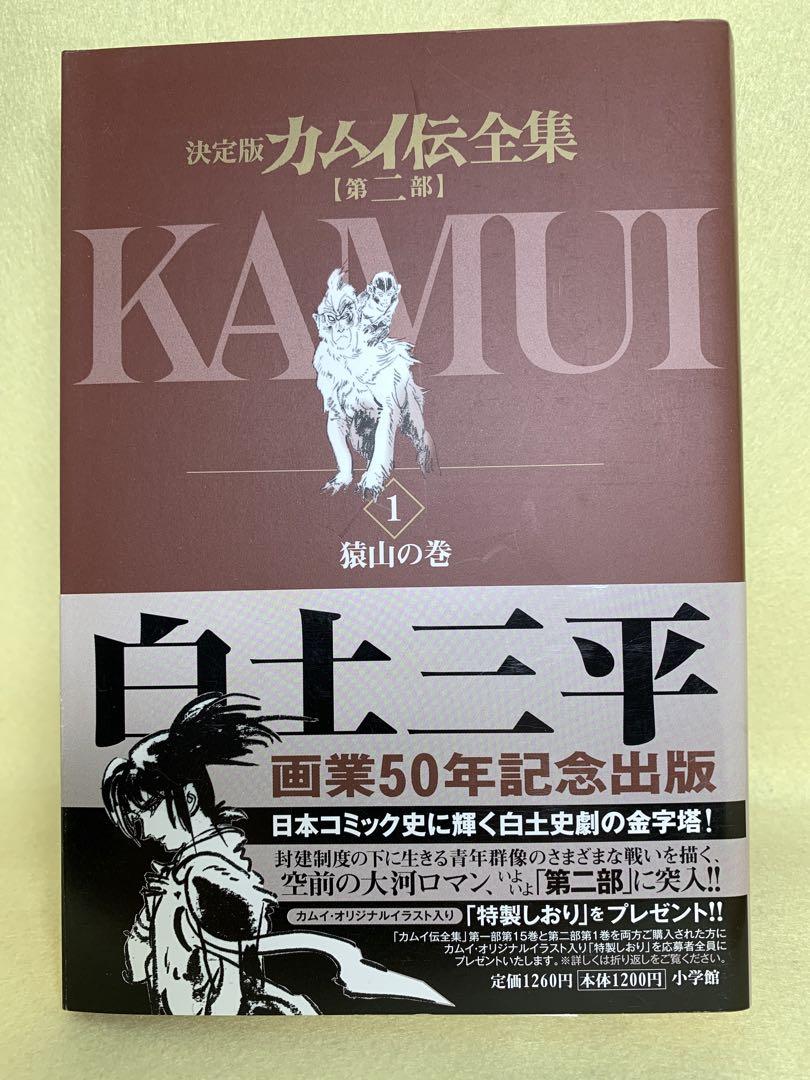 決定版 カムイ伝全集
【第二部】
KAMUI
1
猿山の巻
白土三平
画業50年記念出版
日本コミック史に輝く白土史劇の金字塔!
封建制度の下に生きる青年群像のさまざまな戦いを描く、
空前の大河ロマン、いよいよ「第二部」に突入!!
カムイ・オリジナルイラスト入り「特製しおり」をプレゼント!!
「カムイ伝全集」第一部第15巻と第二部第1巻を両方ご購入された方に
カムイ・オリジナルイラスト入り「特製しおり」を応募者全員に
プレゼントいたします。※詳しくは折り返しをご覧ください。
定価1260円 本体1200円 小学館